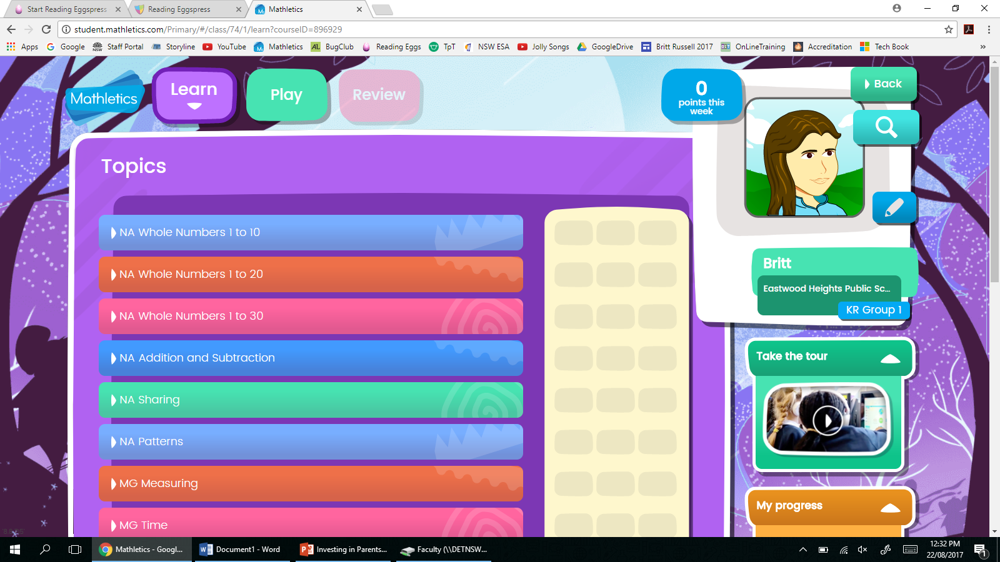 Start Reading Eggspress
Reading Eggspress
Mathletics
student.mathletics.com/Primary/#/class/74/1/learn?courseID=896929
Apps Google Staff Portal Storyline YouTube Mathletics BugClub Reading Eggs TpT NSW ESA Jolly Songs GoogleDrive Britt Russell 2017 OnLineTraining Accreditation Tech Book »
Mathletics
Learn
Play
Review
0
points this
week
Back
Topics
NA Whole Numbers 1 to 10
NA Whole Numbers 1 to 20
NA Whole Numbers 1 to 30
NA Addition and Subtraction
NA Sharing
NA Patterns
MG Measuring
MG Time
Britt
Eastwood Heights Public Sc...
KR Group 1
Take the tour
My progress
Mathletics - Googl...
Document1 - Word
Investing in Parents...
Faculty (\\DETNSW...
12:32 PM
22/08/2017
1